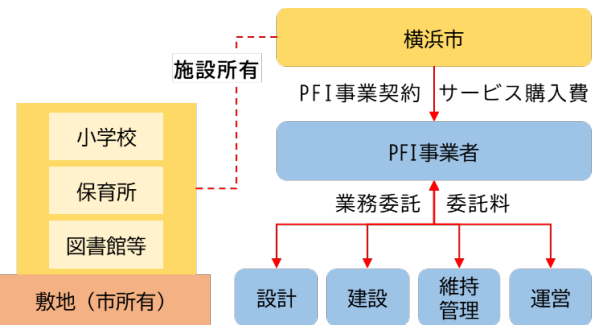 横浜市
施設所有
PFI事業契約 サービス購入費
小学校
PFI事業者
保育所
業務委託 委託料
図書館等
敷地（市所有）
設計
建設
維持
管理
運営